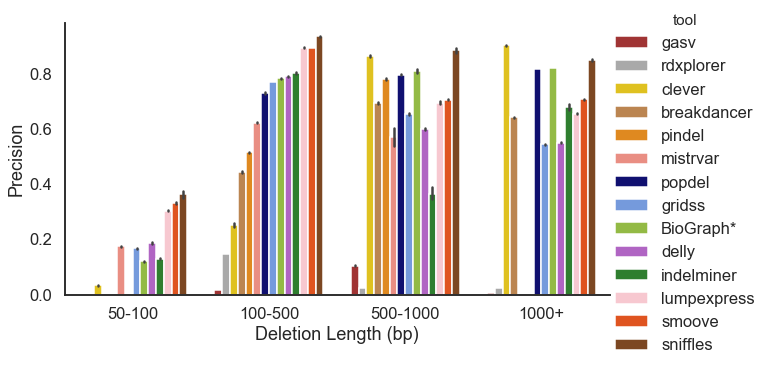 tool
gasv
rdxplorer
clever
breakdancer
pindel
mistrvar
popdel
gridss
BioGraph*
delly
indelminer
lumpexpress
smoove
sniffles
Precision
0.8
0.6
0.4
0.2
0.0
50-100 100-500 500-1000 1000+
Deletion Length (bp)